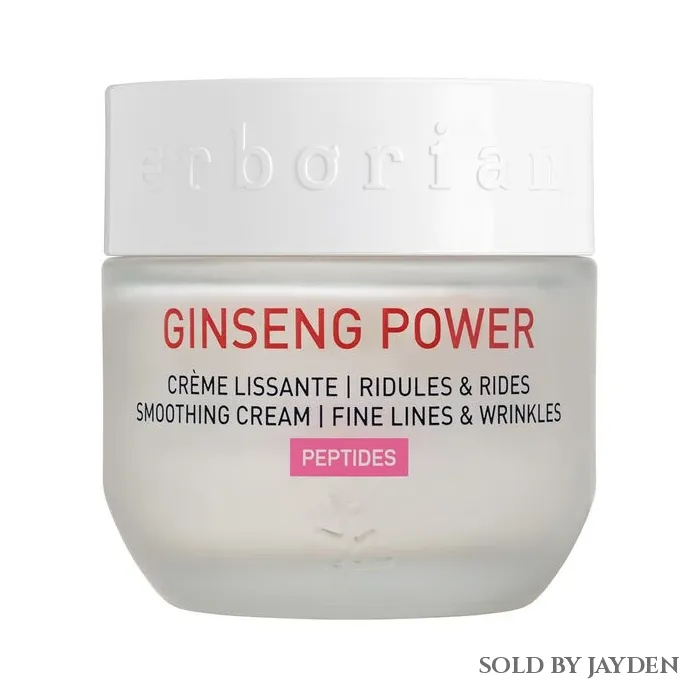 erborian
GINSENG POWER
CRÈME LISSANTE | RIDULES & RIDES
SMOOTHING CREAM | FINE LINES & WRINKLES
PEPTIDES
SOLD BY JAYDEN